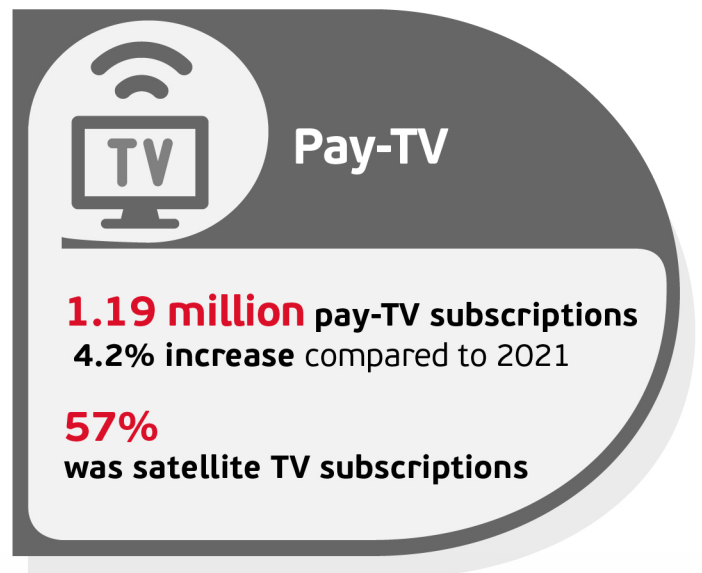 TV
Pay-TV
1.19 million pay-TV subscriptions
4.2% increase compared to 2021
57%
was satellite TV subscriptions